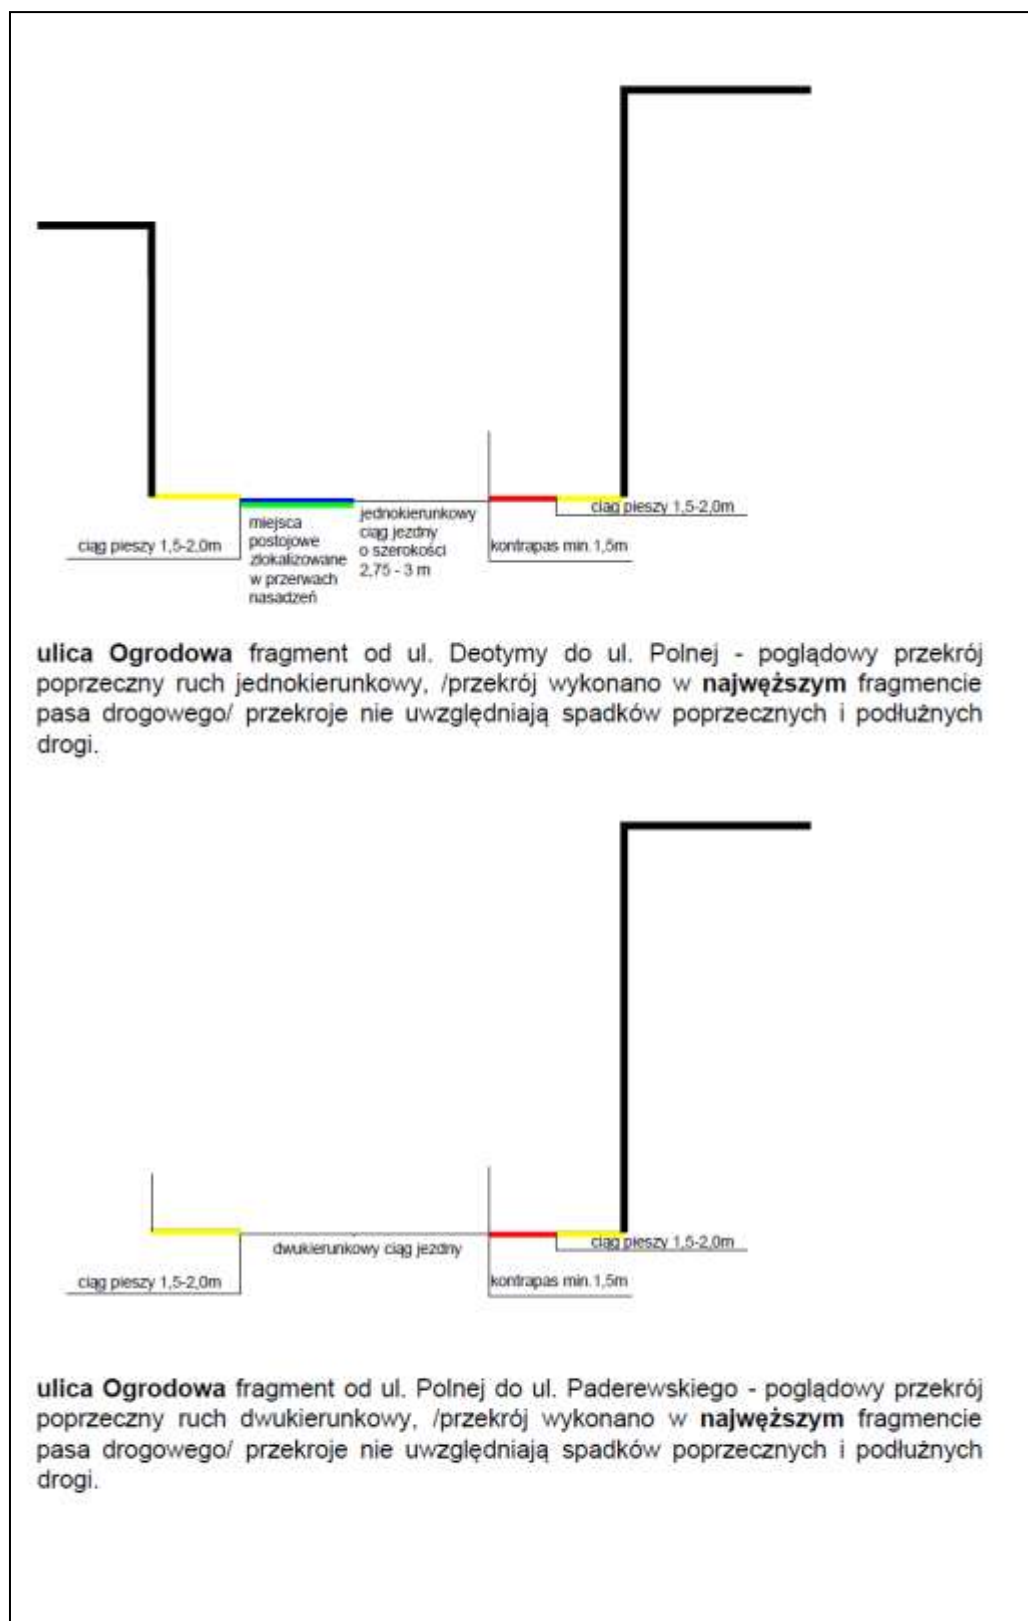 ciąg pieszy 1,5-2,0m
miejsca
postojowe
zlokalizowane
w przerwach
nasadzeń
jednokierunkowy
ciąg jezdny
o szerokości
2,75 - 3 m
kontrapas min.1,5m
ciąg pieszy 1,5-2,0m
ulica Ogrodowa fragment od ul. Deotymy do ul. Polnej - poglądowy przekrój
poprzeczny ruch jednokierunkowy, /przekrój wykonano w najwęższym fragmencie
pasa drogowego/ przekroje nie uwzględniają spadków poprzecznych i podłużnych
drogi.
ciąg pieszy 1,5-2,0m
dwukierunkowy ciąg jezdny
kontrapas min.1,5m
ciąg pieszy 1,5-2,0m
ulica Ogrodowa fragment od ul. Polnej do ul. Paderewskiego - poglądowy przekrój
poprzeczny ruch dwukierunkowy, /przekrój wykonano w najwęższym fragmencie
pasa drogowego/ przekroje nie uwzględniają spadków poprzecznych i podłużnych
drogi.